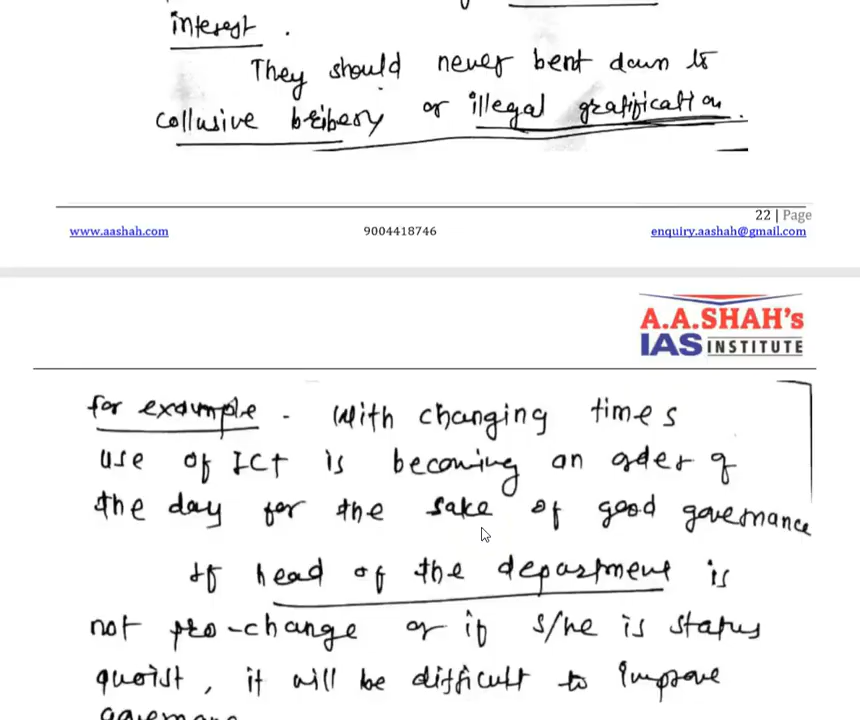 interest.
They should never bent down to
collusive bribery or illegal gratification.
22 | Page
www.aashah.com 9004418746 enquiry.aashah@gmail.com
A.A.SHAH's
IAS INSTITUTE
for example - With changing times
use of ICT is becoming an oder of
the day for the sake of good governance
If head of the department is
not pro-change or if s/he is status
quoist, it will be difficult to improve